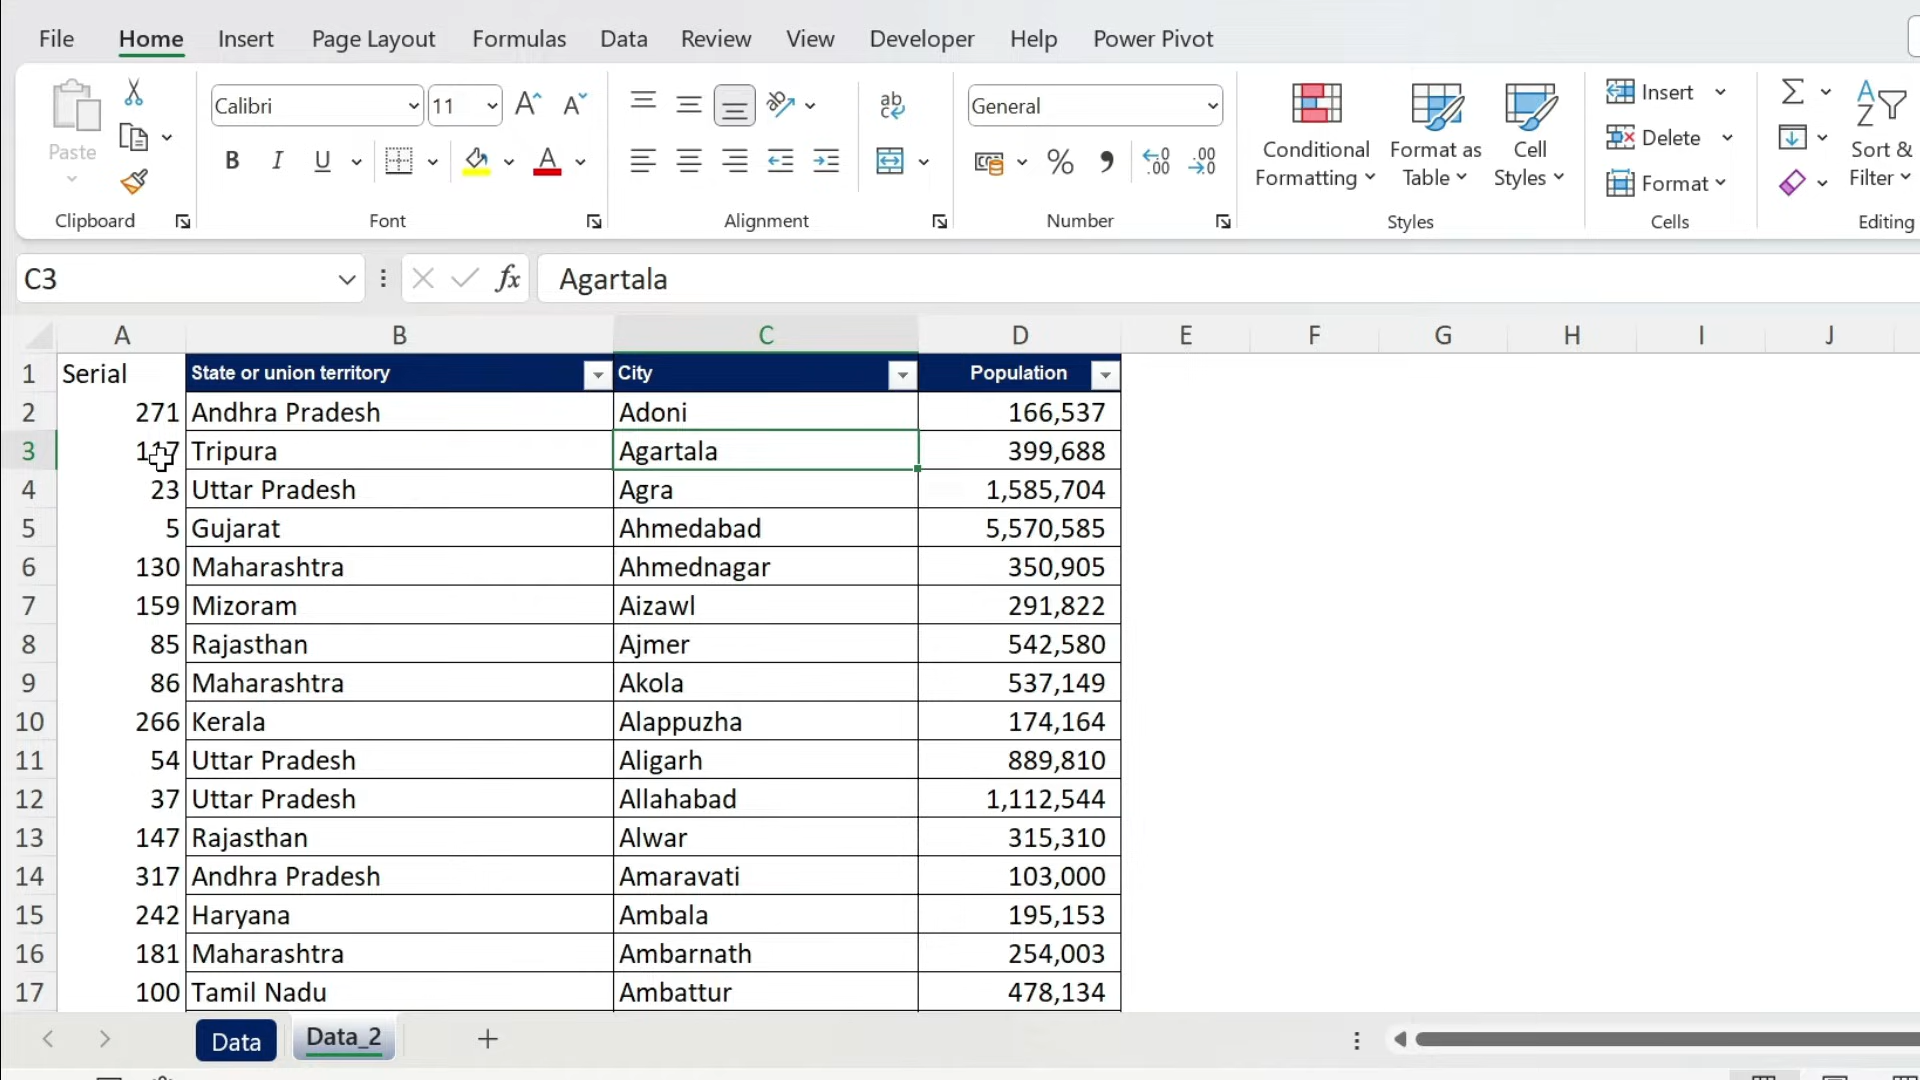 File Home Insert Page Layout Formulas Data Review View Developer Help Power Pivot
Paste
Clipboard
Calibri 11
B I U A
Font
ab
Alignment
General
% 9 .00
Number
Conditional Formatting
Format as Table
Cell Styles
Styles
Insert
Delete
Format
Cells
Sort & Filter
Editing
C3 fx Agartala
A B C D E F G H I J
1 Serial State or union territory City Population
2 271 Andhra Pradesh Adoni 166,537
3 Tripura Agartala 399,688
4 23 Uttar Pradesh Agra 1,585,704
5 5 Gujarat Ahmedabad 5,570,585
6 130 Maharashtra Ahmednagar 350,905
7 159 Mizoram Aizawl 291,822
8 85 Rajasthan Ajmer 542,580
9 86 Maharashtra Akola 537,149
10 266 Kerala Alappuzha 174,164
11 54 Uttar Pradesh Aligarh 889,810
12 37 Uttar Pradesh Allahabad 1,112,544
13 147 Rajasthan Alwar 315,310
14 317 Andhra Pradesh Amaravati 103,000
15 242 Haryana Ambala 195,153
16 181 Maharashtra Ambarnath 254,003
17 100 Tamil Nadu Ambattur 478,134
Data Data_2 +